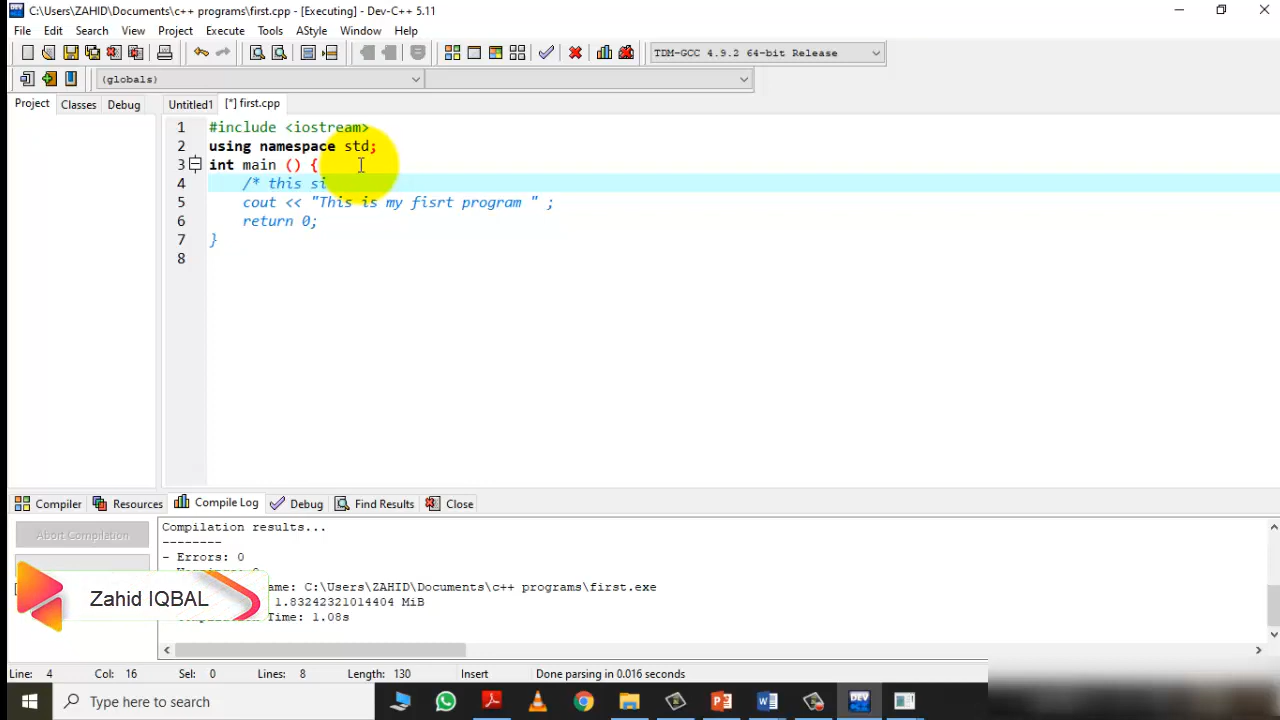 C:\Users\ZAHID\Documents\c++ programs\first.cpp - [Executing] - Dev-C++ 5.11
File Edit Search View Project Execute Tools AStyle Window Help
TDM-GCC 4.9.2 64-bit Release
(globals)
Project Classes Debug Untitled1 [*] first.cpp
1 #include <iostream>
2 using namespace std;
3 int main () {
4 /* this si
5 cout << "This is my fisrt program " ;
6 return 0;
7 }
8
Compiler Resources Compile Log Debug Find Results Close
Abort Compilation
Compilation results...
--------
- Errors: 0
ame: C:\Users\ZAHID\Documents\c++ programs\first.exe
Zahid IQBAL
1.83242321014404 MiB
Time: 1.08s
Line: 4 Col: 16 Sel: 0 Lines: 8 Length: 130 Insert Done parsing in 0.016 seconds
Type here to search